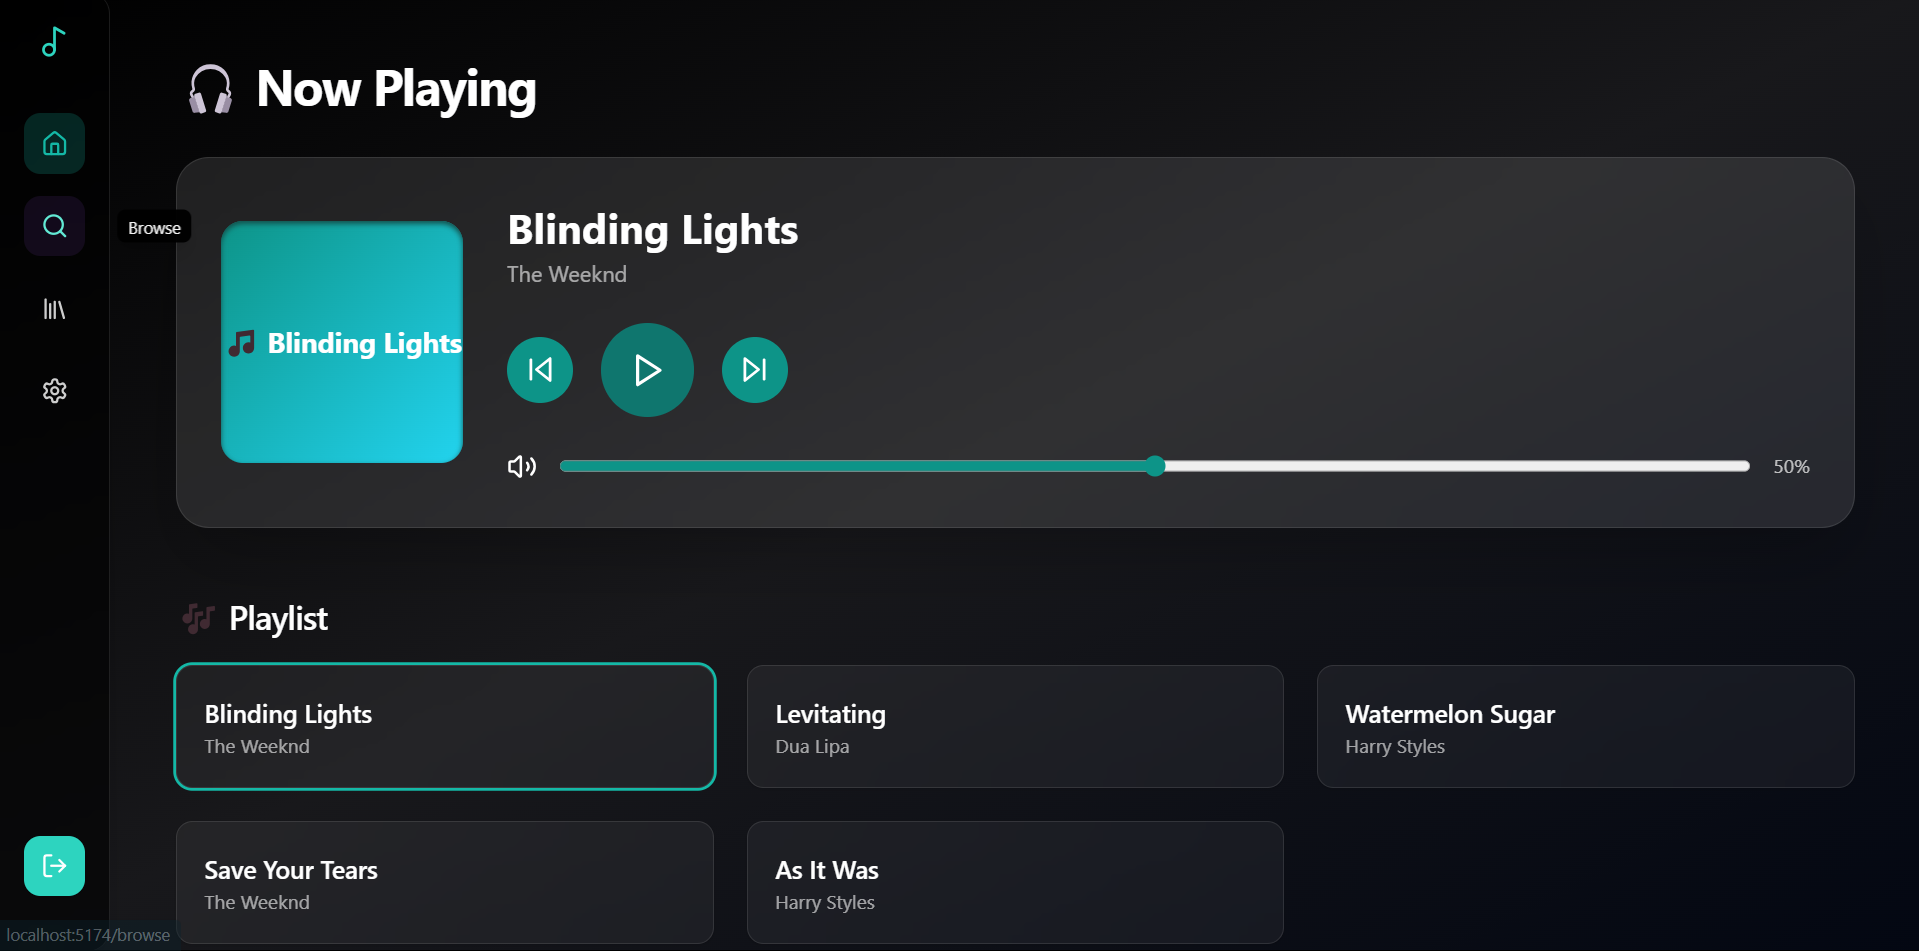 Now Playing
Browse
Blinding Lights
The Weeknd
Blinding Lights
50%
Playlist
Blinding Lights
The Weeknd
Levitating
Dua Lipa
Watermelon Sugar
Harry Styles
Save Your Tears
The Weeknd
As It Was
Harry Styles
localhost:5174/browse